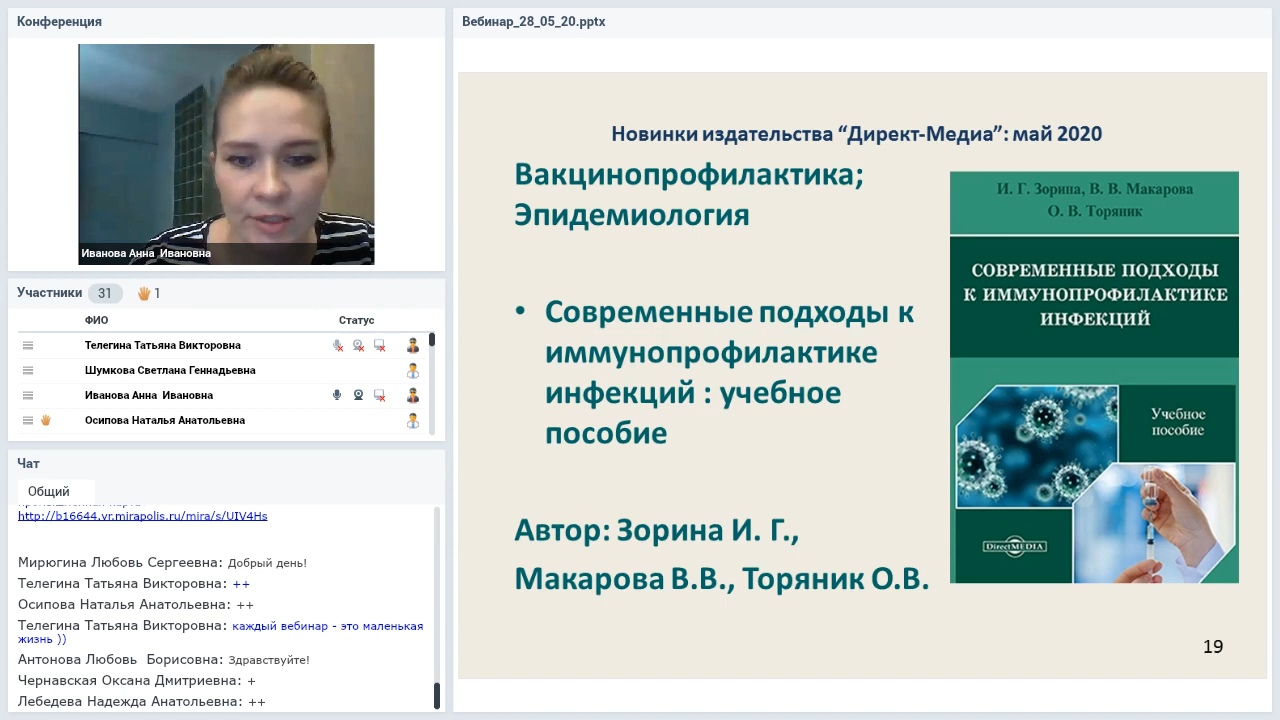 Конференция
Иванова Анна  Ивановна
Участники 31 1
ФИО Статус
Телегина Татьяна Викторовна
Шумкова Светлана Геннадьевна
Иванова Анна  Ивановна
Осипова Наталья Анатольевна
Чат
Общий
http://b16644.vr.mirapolis.ru/mira/s/UIV4Hs
Мирюгина Любовь Сергеевна: Добрый день!
Телегина Татьяна Викторовна: ++
Осипова Наталья Анатольевна: ++
Телегина Татьяна Викторовна: каждый вебинар - это маленькая
жизнь ))
Антонова Любовь  Борисовна: Здравствуйте!
Чернавская Оксана Дмитриевна: +
Лебедева Надежда Анатольевна: ++
Вебинар_28_05_20.pptx
Новинки издательства “Директ-Медиа”: май 2020
Вакцинопрофилактика;
Эпидемиология
• Современные подходы к
иммунопрофилактике
инфекций : учебное
пособие
Автор: Зорина И. Г.,
Макарова В.В., Торяник О.В.
И. Г. Зорина, В. В. Макарова
О. В. Торяник
СОВРЕМЕННЫЕ ПОДХОДЫ
К ИММУНОПРОФИЛАКТИКЕ
ИНФЕКЦИЙ
Учебное
пособие
DirectMEDIA
19